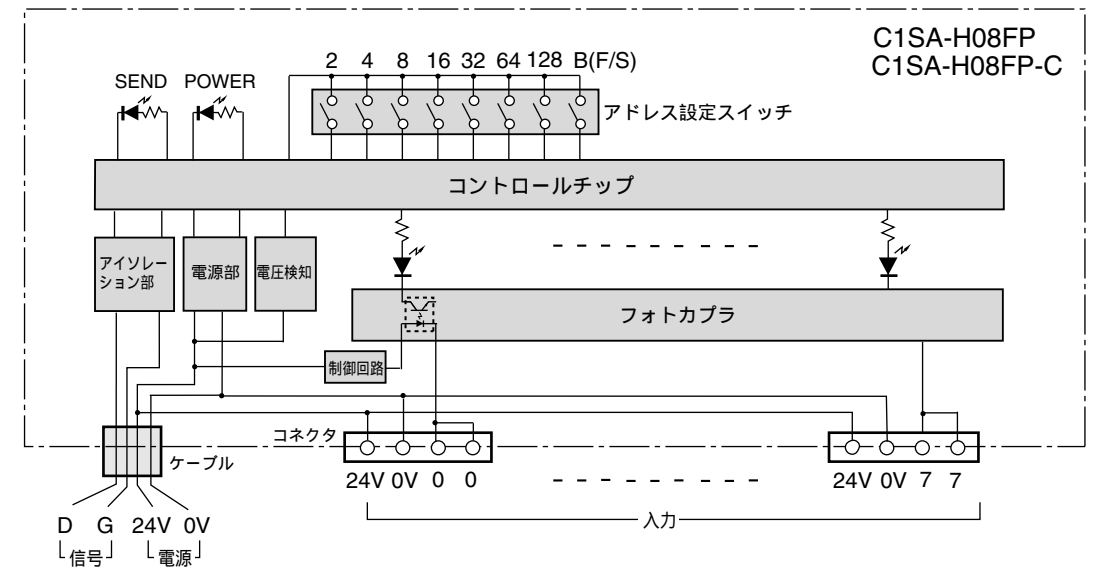 C1SA-H08FP
C1SA-H08FP-C
2 4 8 16 32 64 128 B(F/S)
SEND POWER
アドレス設定スイッチ
コントロールチップ
アイソレー
ション部
電源部
電圧検知
フォトカプラ
制御回路
コネクタ
ケーブル
24V 0V 0 0
24V 0V 7 7
入力
D G 24V 0V
信号 電源